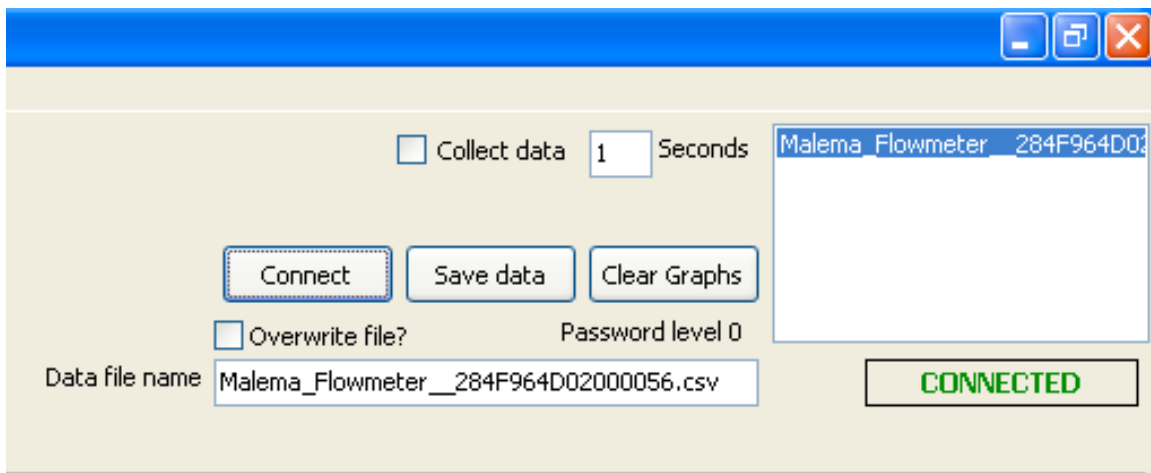 Collect data 1 Seconds
Malema_Flowmeter__284F964D02
Connect Save data Clear Graphs
Overwrite file? Password level 0
Data file name Malema_Flowmeter__284F964D02000056.csv
CONNECTED